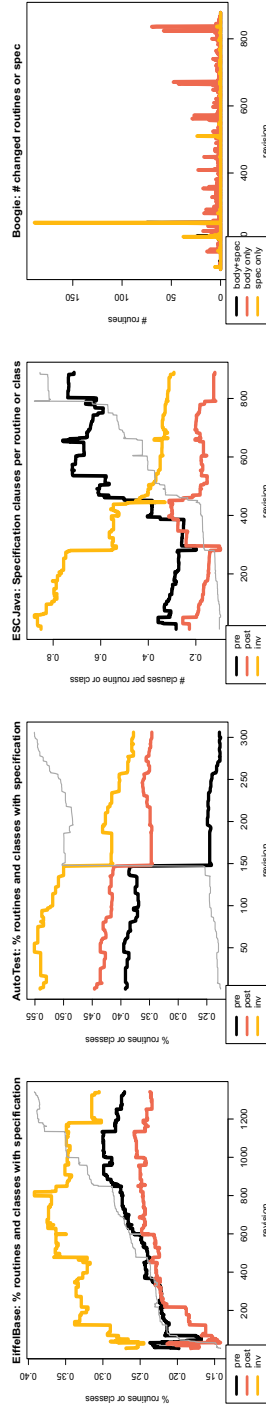 EiffelBase: % routines and classes with specification
% routines or classes
0.15 0.20 0.25 0.30 0.35 0.40
200 400 600 800 1000 1200
revision
pre
post
inv
AutoTest: % routines and classes with specification
% routines or classes
0.25 0.30 0.35 0.40 0.45 0.50 0.55
50 100 150 200 250 300
revision
pre
post
inv
ESCJava: Specification clauses per routine or class
# clauses per routine or class
0.2 0.4 0.6 0.8
200 400 600 800
revision
pre
post
inv
Boogie: # changed routines or spec
# routines
0 50 100 150
0 400 600 800
revision
body+spec
body only
spec only